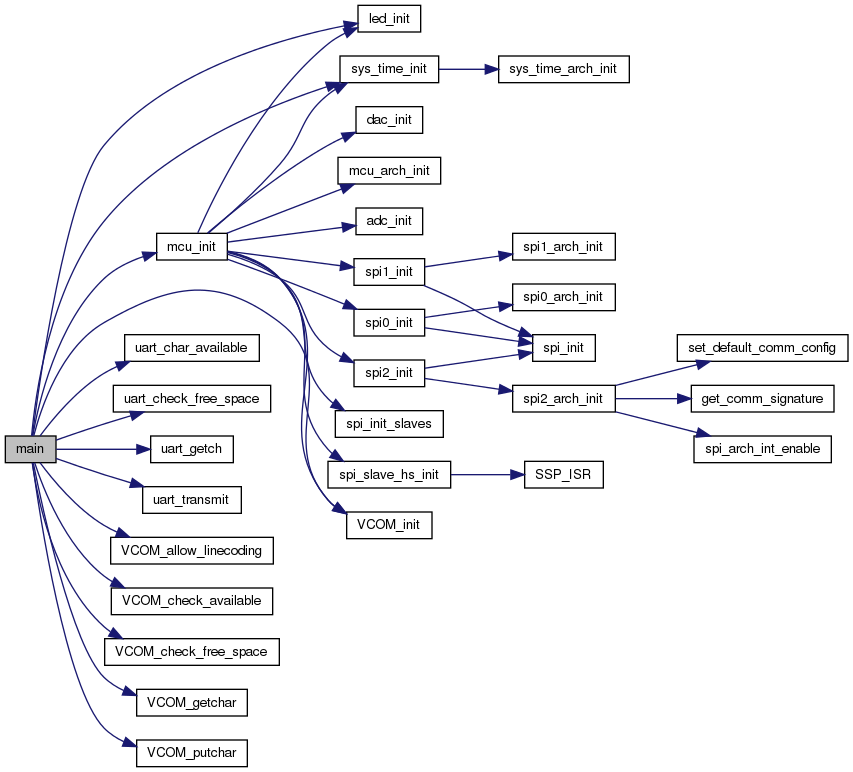 led_init
sys_time_init
sys_time_arch_init
dac_init
mcu_arch_init
adc_init
mcu_init
spi1_init
spi1_arch_init
spi0_init
spi0_arch_init
spi_init
spi2_init
spi2_arch_init
set_default_comm_config
get_comm_signature
spi_arch_int_enable
uart_char_available
uart_check_free_space
spi_init_slaves
main
uart_getch
spi_slave_hs_init
SSP_ISR
uart_transmit
VCOM_init
VCOM_allow_linecoding
VCOM_check_available
VCOM_check_free_space
VCOM_getchar
VCOM_putchar